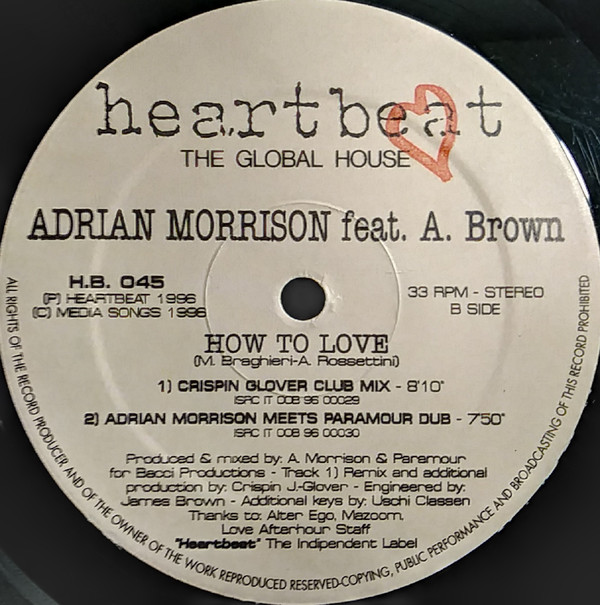 heartbeat
THE GLOBAL HOUSE
ADRIAN MORRISON feat. A. Brown
H.B. 045
(P) HEARTBEAT 1996
(C) MEDIA SONGS 1996
33 RPM - STEREO
B SIDE
HOW TO LOVE
(M. Braghieri-A. Rossettini)
1) CRISPIN GLOVER CLUB MIX - 8'10"
ISRC IT 00B 96 00029
2) ADRIAN MORRISON MEETS PARAMOUR DUB - 7'50"
ISRC IT 00B 96 00030
Produced & mixed by: A. Morrison & Paramour
for Bacci Productions - Track 1) Remix and additional
production by: Crispin J.-Glover - Engineered by:
James Brown - Additional keys by: Uschi Classen
Thanks to: Alter Ego, Mazoom,
Love Afterhour Staff
"Heartbeat" The Indipendent Label
ALL RIGHTS OF THE RECORD PRODUCER AND OF THE OWNER OF THE WORK REPRODUCED RESERVED-COPYING, PUBLIC PERFORMANCE AND BROADCASTING OF THIS RECORD PROHIBITED